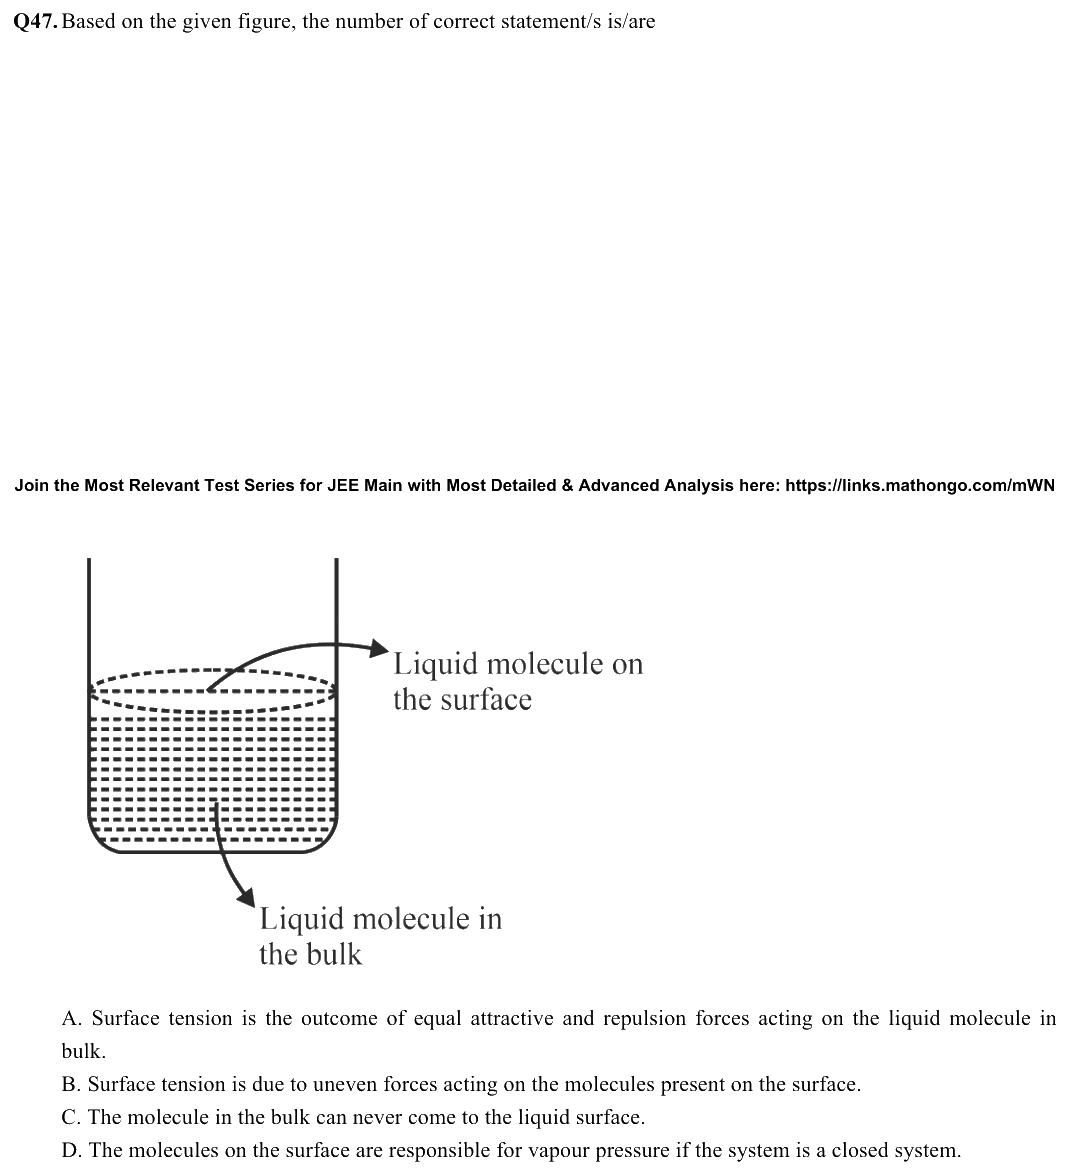 Q47. Based on the given figure, the number of correct statement/s is/are
Join the Most Relevant Test Series for JEE Main with Most Detailed & Advanced Analysis here: https://links.mathongo.com/mWN
Liquid molecule on
the surface
Liquid molecule in
the bulk
A. Surface tension is the outcome of equal attractive and repulsion forces acting on the liquid molecule in
bulk.
B. Surface tension is due to uneven forces acting on the molecules present on the surface.
C. The molecule in the bulk can never come to the liquid surface.
D. The molecules on the surface are responsible for vapour pressure if the system is a closed system.